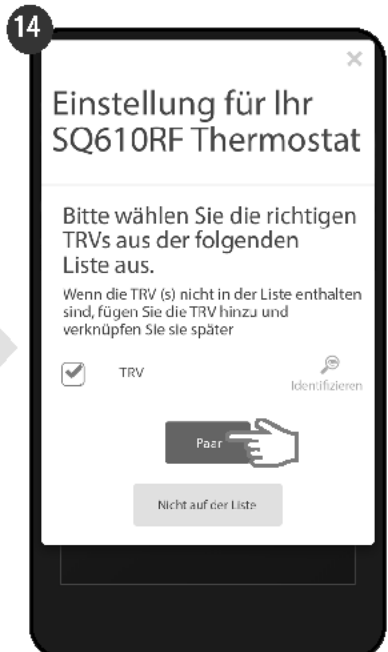 14
×
Einstellung für Ihr
SQ610RF Thermostat
Bitte wählen Sie die richtigen
TRVs aus der folgenden
Liste aus.
Wenn die TRV (s) nicht in der Liste enthalten
sind, fügen Sie die TRV hinzu und
verknüpfen Sie sie später
TRV
Identifizieren
Paar
Nicht auf der Liste